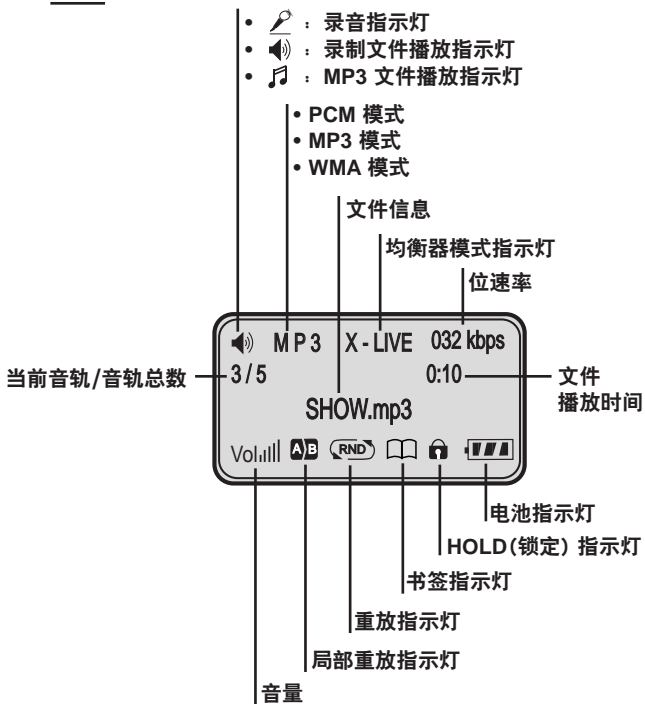 • : 录音指示灯
• : 录制文件播放指示灯
• : MP3 文件播放指示灯
• PCM 模式
• MP3 模式
• WMA 模式
文件信息
均衡器模式指示灯
位速率
MP3 X-LIVE 032 kbps
当前音轨/音轨总数
3/5 0:10
文件
播放时间
SHOW.mp3
Vol A B RND
电池指示灯
HOLD(锁定) 指示灯
书签指示灯
重放指示灯
局部重放指示灯
音量